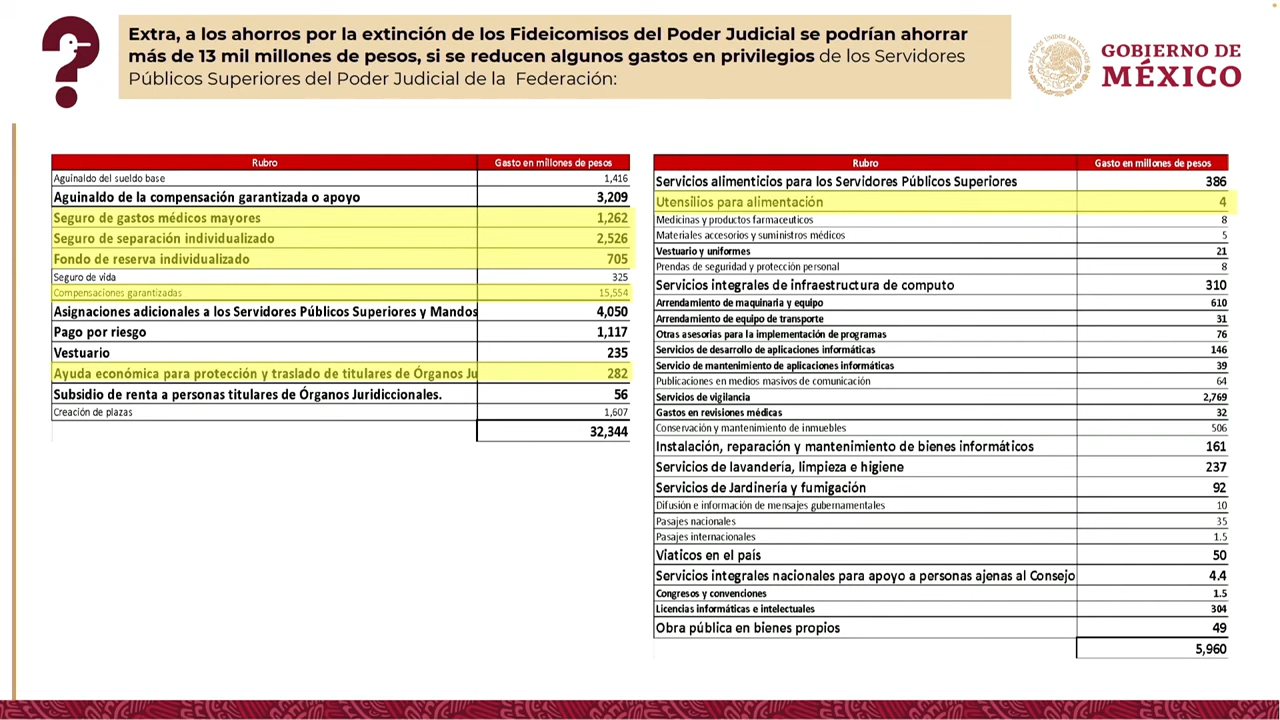 Extra, a los ahorros por la extinción de los Fideicomisos del Poder Judicial se podrían ahorrar
más de 13 mil millones de pesos, si se reducen algunos gastos en privilegios de los Servidores
Públicos Superiores del Poder Judicial de la Federación:
GOBIERNO DE
MÉXICO
Rubro Gasto en millones de pesos
Aguinaldo del sueldo base 1,416
Aguinaldo de la compensación garantizada o apoyo 3,209
Seguro de gastos médicos mayores 1,262
Seguro de separación individualizado 2,526
Fondo de reserva individualizado 705
Seguro de vida 325
Compensaciones garantizadas 15,554
Asignaciones adicionales a los Servidores Públicos Superiores y Mandos 4,050
Pago por riesgo 1,117
Vestuario 235
Ayuda económica para protección y traslado de titulares de Órganos Ju 282
Subsidio de renta a personas titulares de Órganos Juridiccionales. 56
Creación de plazas 1,607
32,344
Rubro Gasto en millones de pesos
Servicios alimenticios para los Servidores Públicos Superiores 386
Utensilios para alimentación 4
Medicinas y productos farmaceuticos 8
Materiales accesorios y suministros médicos 5
Vestuario y uniformes 21
Prendas de seguridad y protección personal 8
Servicios integrales de infraestructura de computo 310
Arrendamiento de maquinaria y equipo 610
Arrendamiento de equipo de transporte 31
Otras asesorias para la implementación de programas 76
Servicios de desarrollo de aplicaciones informáticas 146
Servicio de mantenimiento de aplicaciones informáticas 39
Publicaciones en medios masivos de comunicación 64
Servicios de vigilancia 2,769
Gastos en revisiones médicas 32
Conservación y mantenimiento de inmuebles 506
Instalación, reparación y mantenimiento de bienes informáticos 161
Servicios de lavandería, limpieza e higiene 237
Servicios de Jardinería y fumigación 92
Difusión e información de mensajes gubernamentales 10
Pasajes nacionales 35
Pasajes internacionales 1.5
Viaticos en el país 50
Servicios integrales nacionales para apoyo a personas ajenas al Consejo 4.4
Congresos y convenciones 1.5
Licencias informáticas e intelectuales 304
Obra pública en bienes propios 49
5,960